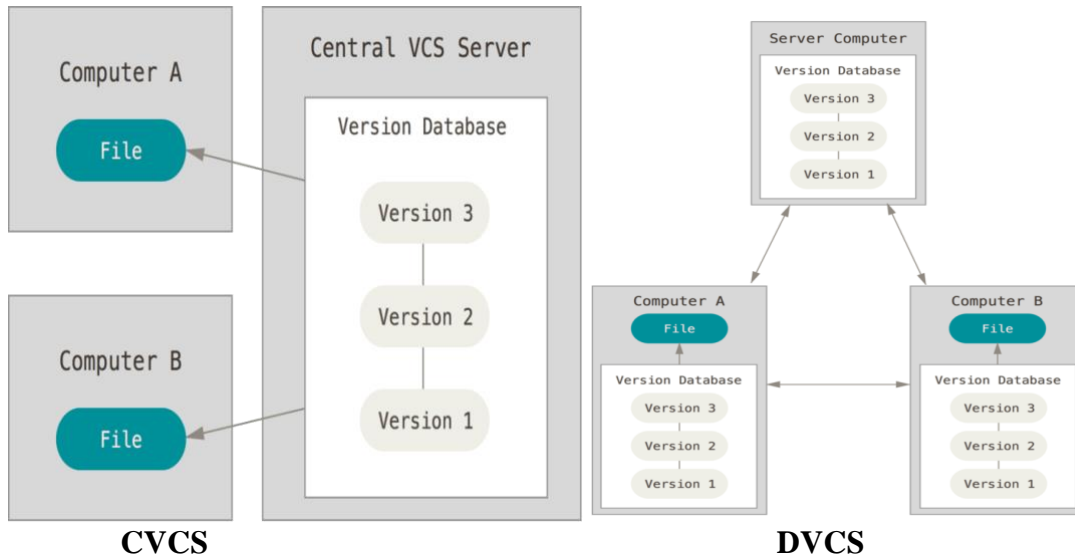 Computer A
File
Computer B
File
Central VCS Server
Version Database
Version 3
Version 2
Version 1
CVCS
Server Computer
Version Database
Version 3
Version 2
Version 1
Computer A
File
Version Database
Version 3
Version 2
Version 1
Computer B
File
Version Database
Version 3
Version 2
Version 1
DVCS